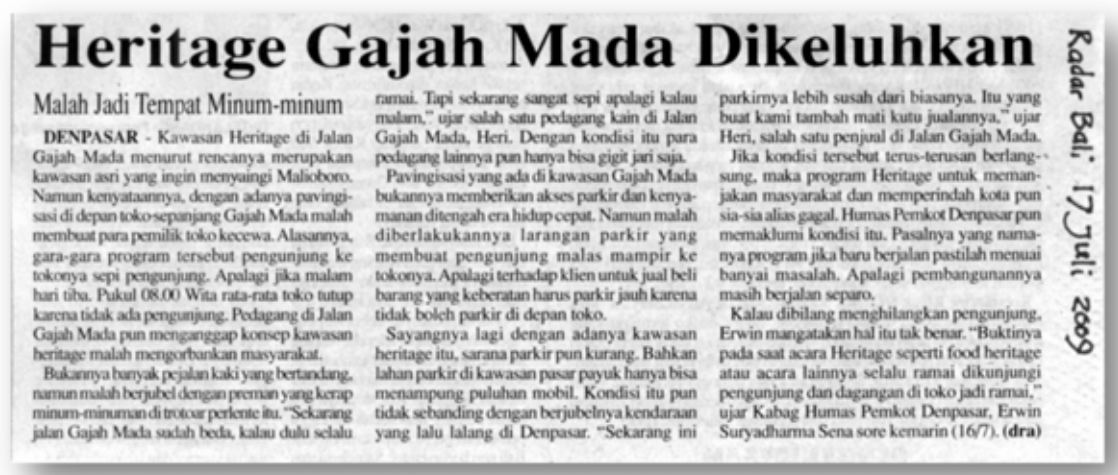 Heritage Gajah Mada Dikeluhkan
Malah Jadi Tempat Minum-minum
DENPASAR - Kawasan Heritage di Jalan
Gajah Mada menurut rencanya merupakan
kawasan asri yang ingin menyaingi Malioboro.
Namun kenyataannya, dengan adanya pavingi-
sasi di depan toko-sepanjang Gajah Mada malah
membuat para pemilik toko kecewa. Alasannya,
gara-gara program tersebut pengunjung ke
tokonya sepi pengunjung. Apalagi jika malam
hari tiba. Pukul 08.00 Wita rata-rata toko tutup
karena tidak ada pengunjung. Pedagang di Jalan
Gajah Mada pun menganggap konsep kawasan
heritage malah mengorbankan masyarakat.
Bukannya banyak pejalan kaki yang bertandang,
namun malah berjubel dengan preman yang kerap
minum-minuman di trotoar perlente itu. “Sekarang
jalan Gajah Mada sudah beda, kalau dulu selalu
ramai. Tapi sekarang sangat sepi apalagi kalau
malam,” ujar salah satu pedagang kain di Jalan
Gajah Mada, Heri. Dengan kondisi itu para
pedagang lainnya pun hanya bisa gigit jari saja.
Pavingisasi yang ada di kawasan Gajah Mada
bukannya memberikan akses parkir dan kenya-
manan ditengah era hidup cepat. Namun malah
diberlakukannya larangan parkir yang
membuat pengunjung malas mampir ke
tokonya. Apalagi terhadap klien untuk jual beli
barang yang keberatan harus parkir jauh karena
tidak boleh parkir di depan toko.
Sayangnya lagi dengan adanya kawasan
heritage itu, sarana parkir pun kurang. Bahkan
lahan parkir di kawasan pasar payuk hanya bisa
menampung puluhan mobil. Kondisi itu pun
tidak sebanding dengan berjubelnya kendaraan
yang lalu lalang di Denpasar. “Sekarang ini
parkirnya lebih susah dari biasanya. Itu yang
buat kami tambah mati kutu jualannya,” ujar
Heri, salah satu penjual di Jalan Gajah Mada.
Jika kondisi tersebut terus-terusan berlang-
sung, maka program Heritage untuk meman-
jakan masyarakat dan memperindah kota pun
sia-sia alias gagal. Humas Pemkot Denpasar pun
memaklumi kondisi itu. Pasalnya yang nama-
nya program jika baru berjalan pastilah menuai
banyai masalah. Apalagi pembangunannya
masih berjalan separo.
Kalau dibilang menghilangkan pengunjung,
Erwin mangatakan hal itu tak benar. “Buktinya
pada saat acara Heritage seperti food heritage
atau acara lainnya selalu ramai dikunjungi
pengunjung dan dagangan di toko jadi ramai,”
ujar Kabag Humas Pemkot Denpasar, Erwin
Suryadharma Sena sore kemarin (16/7). (dra)
Radar Bali 17 Juli 2009